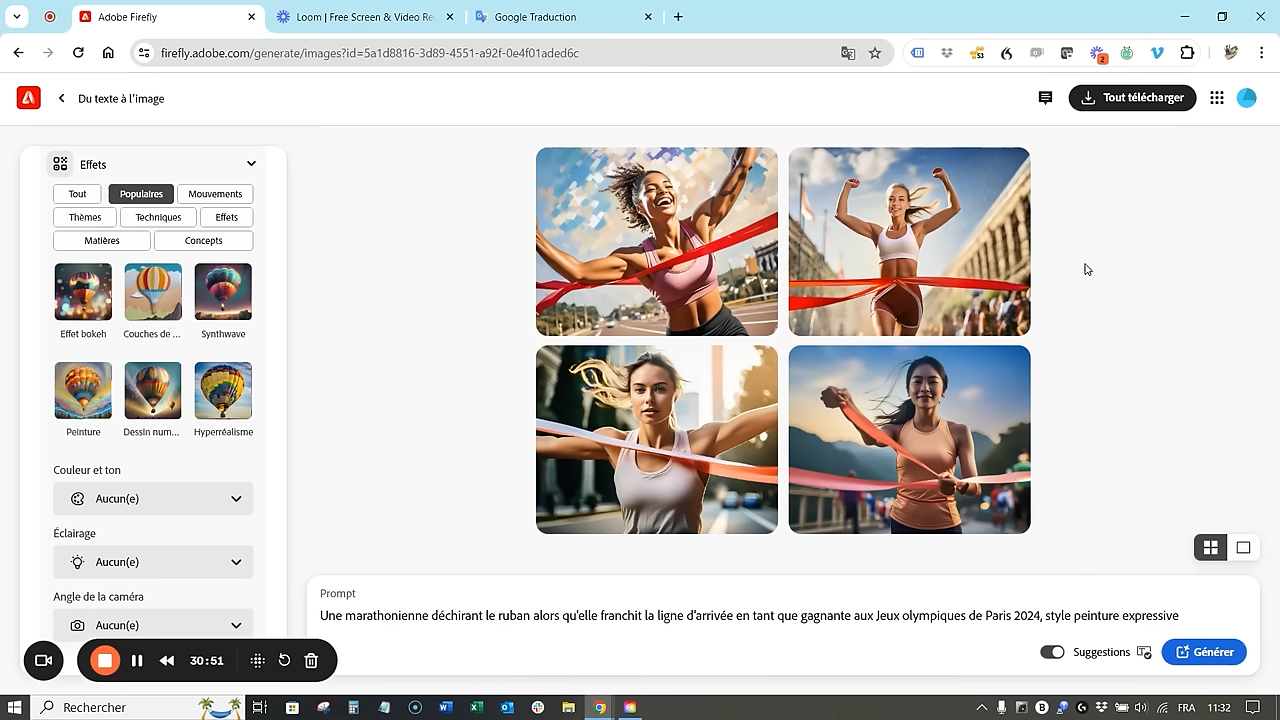 Adobe Firefly
Loom | Free Screen & Video Re
Google Traduction
firefly.adobe.com/generate/images?id=5a1d8816-3d89-4551-a92f-0e4f01aded6c
2
Du texte à l'image
Tout télécharger
Effets
Tout Populaires Mouvements
Thèmes Techniques Effets
Matières Concepts
Effet bokeh Couches de ... Synthwave
Peinture Dessin num... Hyperréalisme
Couleur et ton
Aucun(e)
Éclairage
Aucun(e)
Angle de la caméra
Aucun(e)
Prompt
Une marathonienne déchirant le ruban alors qu'elle franchit la ligne d'arrivée en tant que gagnante aux Jeux olympiques de Paris 2024, style peinture expressive
Suggestions
Générer
30:51
Rechercher
FRA
11:32